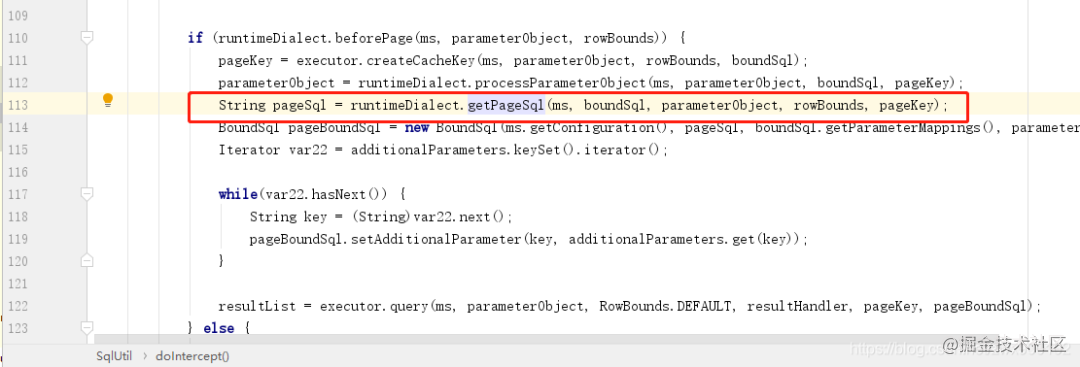 109
110 if (runtimeDialect.beforePage(ms, parameterObject, rowBounds)) {
111 pageKey = executor.createCacheKey(ms, parameterObject, rowBounds, boundSql);
112 parameterObject = runtimeDialect.processParameterObject(ms, parameterObject, boundSql, pageKey);
113 String pageSql = runtimeDialect.getPageSql(ms, boundSql, parameterObject, rowBounds, pageKey);
114 BoundSql pageBoundSql = new BoundSql(ms.getConfiguration(), pageSql, boundSql.getParameterMappings(), parameter
115 Iterator var22 = additionalParameters.keySet().iterator();
116
117 while(var22.hasNext()) {
118 String key = (String)var22.next();
119 pageBoundSql.setAdditionalParameter(key, additionalParameters.get(key));
120 }
121
122 resultList = executor.query(ms, parameterObject, RowBounds.DEFAULT, resultHandler, pageKey, pageBoundSql);
123 } else {
SqlUtil › doIntercept()
@掘金技术社区